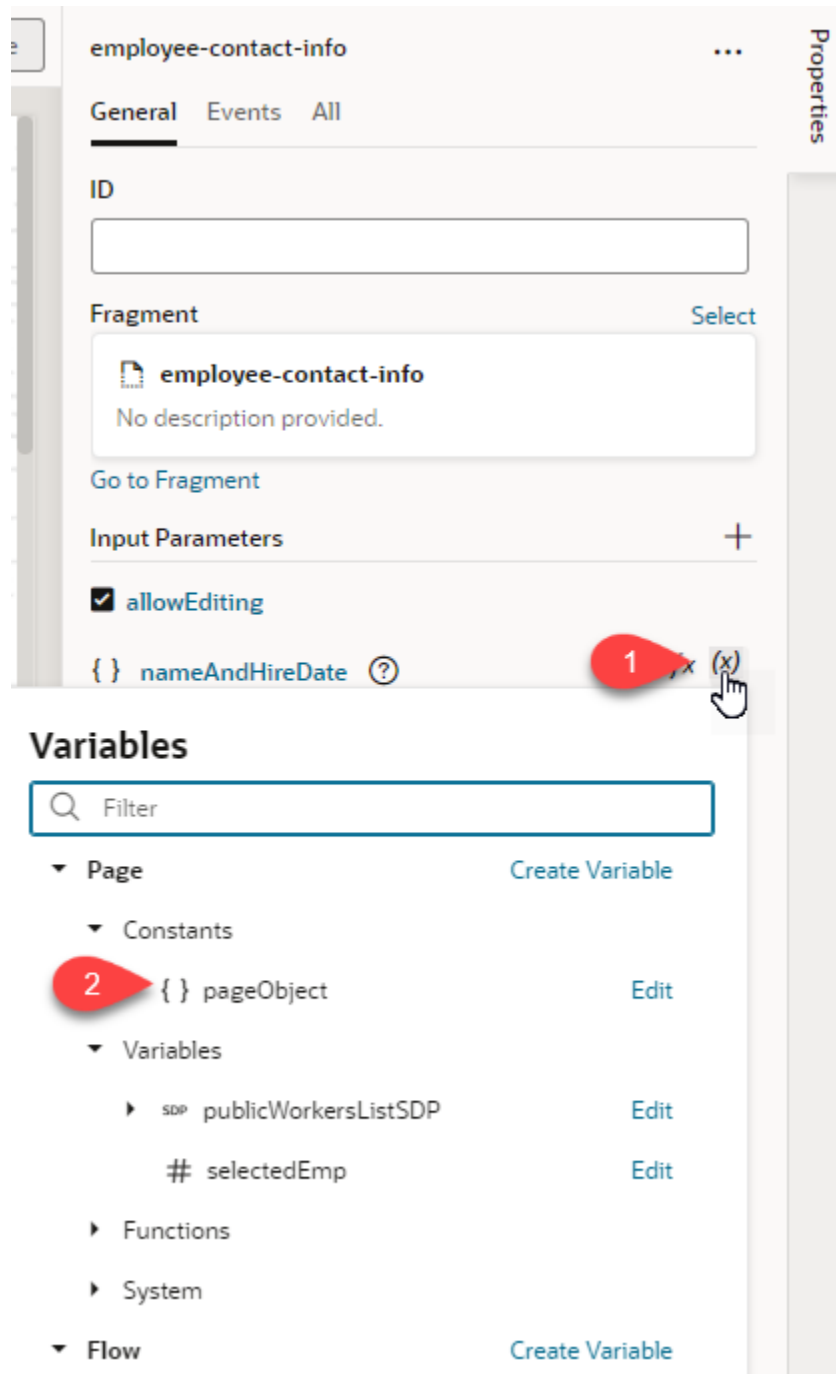 e
employee-contact-info ...
Properties
General Events All
ID
Fragment Select
employee-contact-info
No description provided.
Go to Fragment
Input Parameters +
allowEditing
{ } nameAndHireDate ? 1 fx (x)
Variables
Filter
Page Create Variable
Constants
2 { } pageObject Edit
Variables
SDP publicWorkersListSDP Edit
# selectedEmp Edit
Functions
System
Flow Create Variable